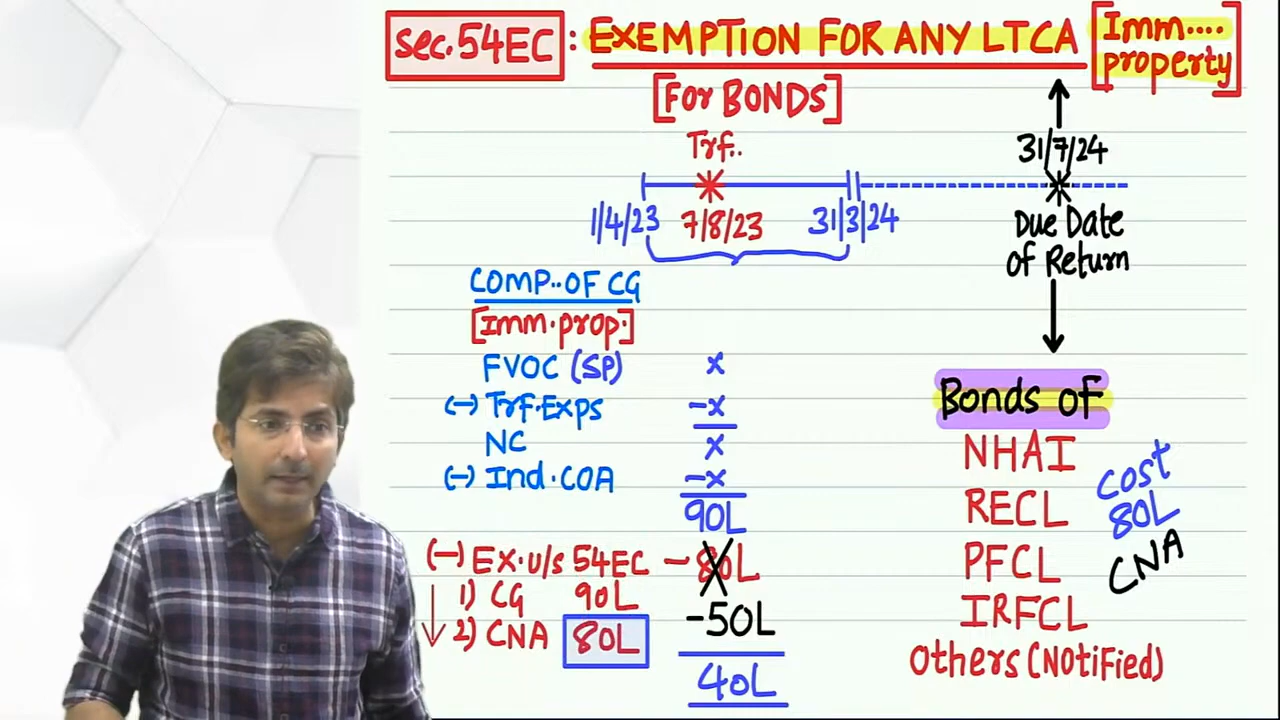 Sec.54EC : EXEMPTION FOR ANY LTCA [Imm.... property]
[For BONDS]
Trf..
31/7/24
1/4/23 7/8/23 31/3/24
Due Date
of Return
COMP.. OF CG
[Imm.prop.]
FVOC (SP) x
(-) Trf.Exps -x
NC x
(-) Ind.COA -x
90L
(-) Ex.u/s 54EC -80L
1) CG 90L
-50L
2) CNA 80L
40L
Bonds of
NHAI
RECL
PFCL
IRFCL
Others (Notified)
Cost
80L
CNA